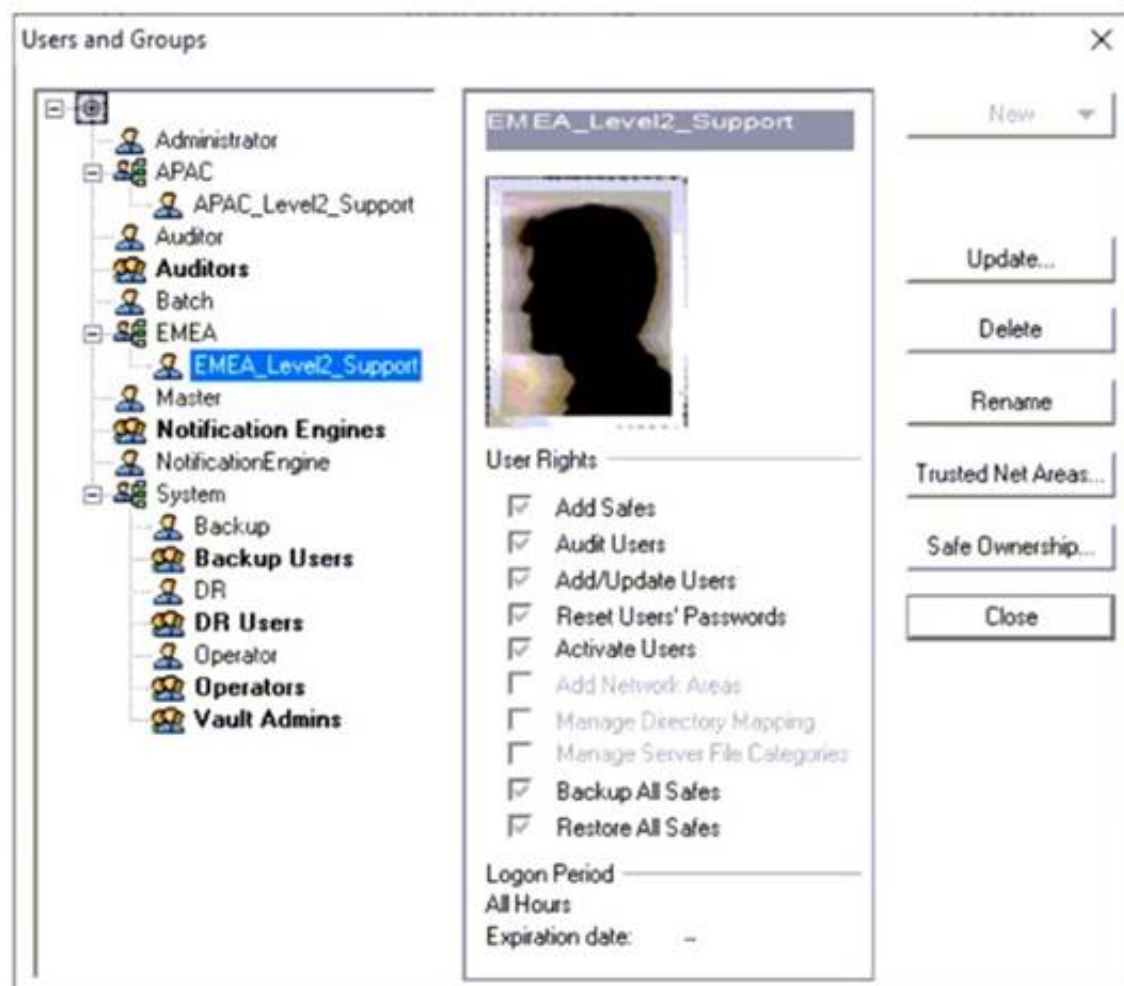 Users and Groups
Administrator
APAC
APAC_Level2_Support
Auditor
Auditors
Batch
EMEA
EMEA_Level2_Support
Master
Notification Engines
NotificationEngine
System
Backup
Backup Users
DR
DR Users
Operator
Operators
Vault Admins
EMEA_Level2_Support
User Rights
Add Safes
Audit Users
Add/Update Users
Reset Users' Passwords
Activate Users
Add Network Areas
Manage Directory Mapping
Manage Server File Categories
Backup All Safes
Restore All Safes
Logon Period
All Hours
Expiration date: --
New
Update...
Delete
Rename
Trusted Net Areas...
Safe Ownership...
Close